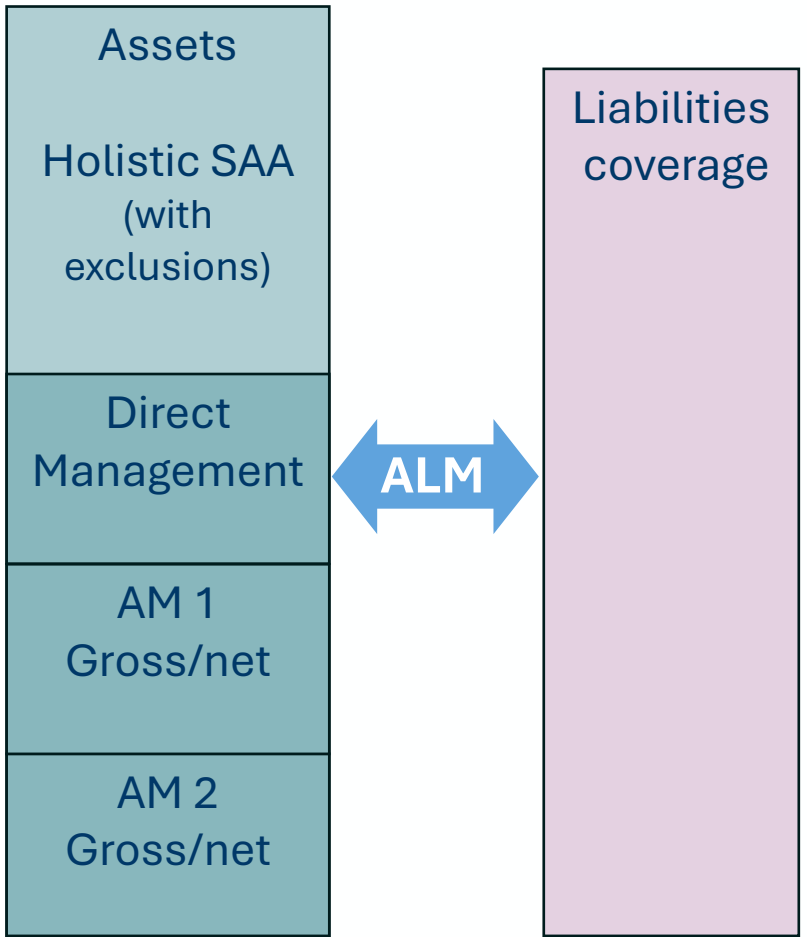 Assets
Holistic SAA
(with
exclusions)
Direct
Management
AM 1
Gross/net
AM 2
Gross/net
ALM
Liabilities
coverage